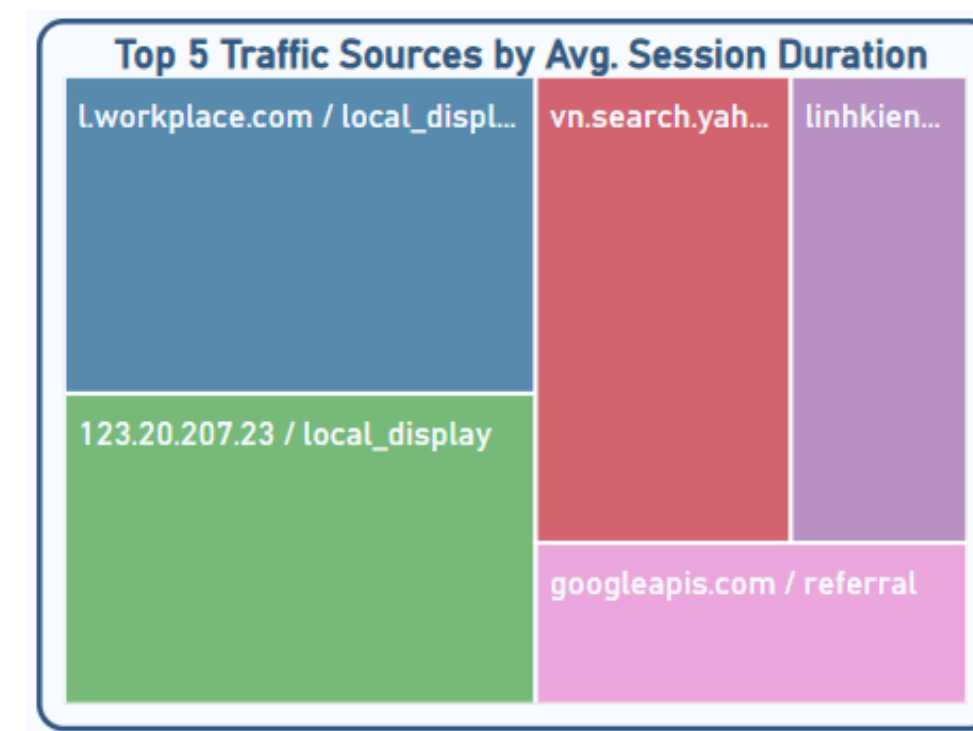 Top 5 Traffic Sources by Avg. Session Duration
l.workplace.com / local_displ...
vn.search.yah...
linhkien...
123.20.207.23 / local_display
googleapis.com / referral